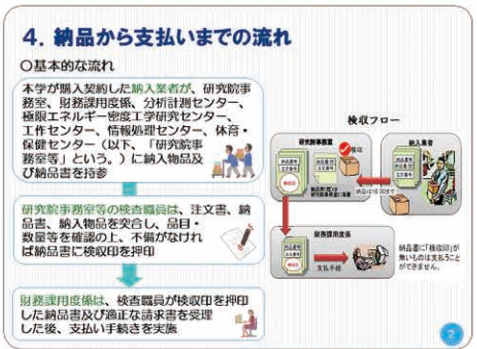 4. 納品から支払いまでの流れ
〇基本的な流れ
本学が購入契約した納入業者が、研究院事
務室、財務課用度係、分析計測センター、
極限エネルギー密度工学研究センター、
工作センター、情報処理センター、体育・
保健センター(以下、「研究院事
務室等」という。)に納入物品及
び納品書を持参
研究院事務室等の検査職員は、注文書、納
品書、納入物品を突合し、品目・
数量等を確認の上、不備がなけれ
ば納品書に検収印を押印
財務課用度係は、検査職員が検収印を押印
した納品書及び適正な請求書を受理
した後、支払い手続きを実施
検収フロー
研究院事務室
検収
納入業者
財務課用度係
支払手続
納品書に「検収印」が
無いものは支払うこと
ができません。
2